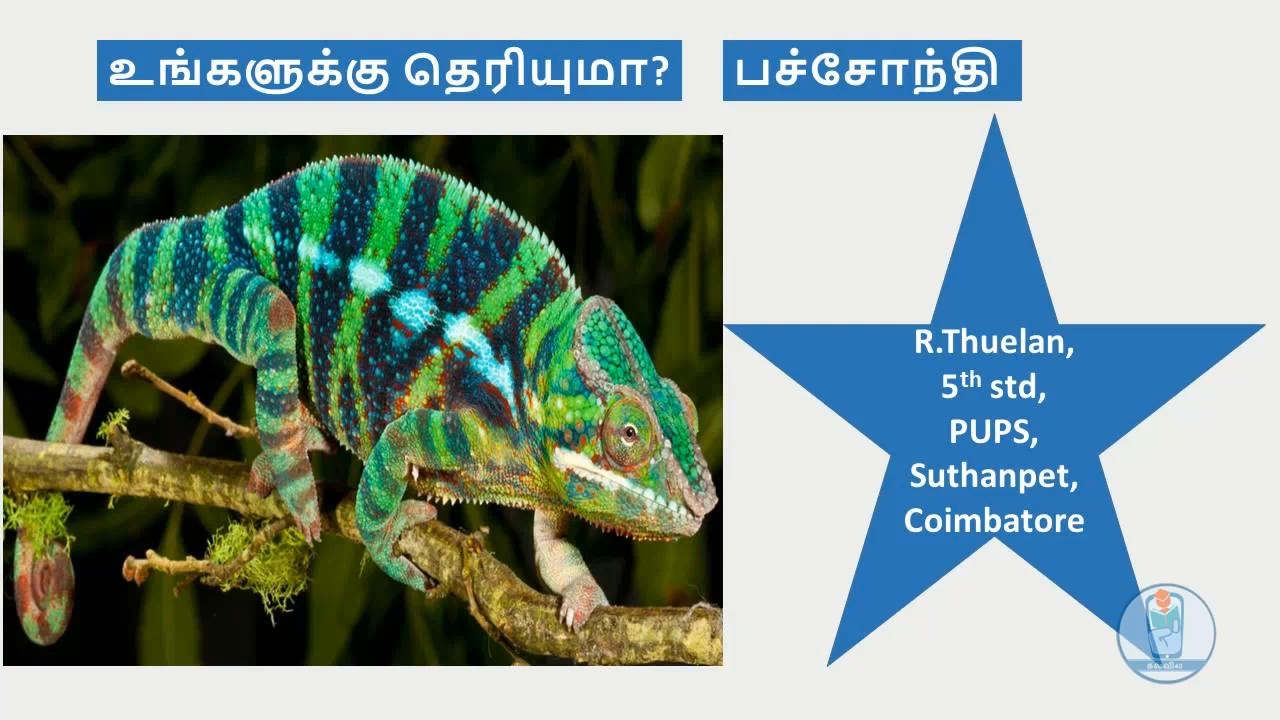 உங்களுக்கு தெரியுமா?
பச்சோந்தி
R.Thuelan,
5th std,
PUPS,
Suthanpet,
Coimbatore